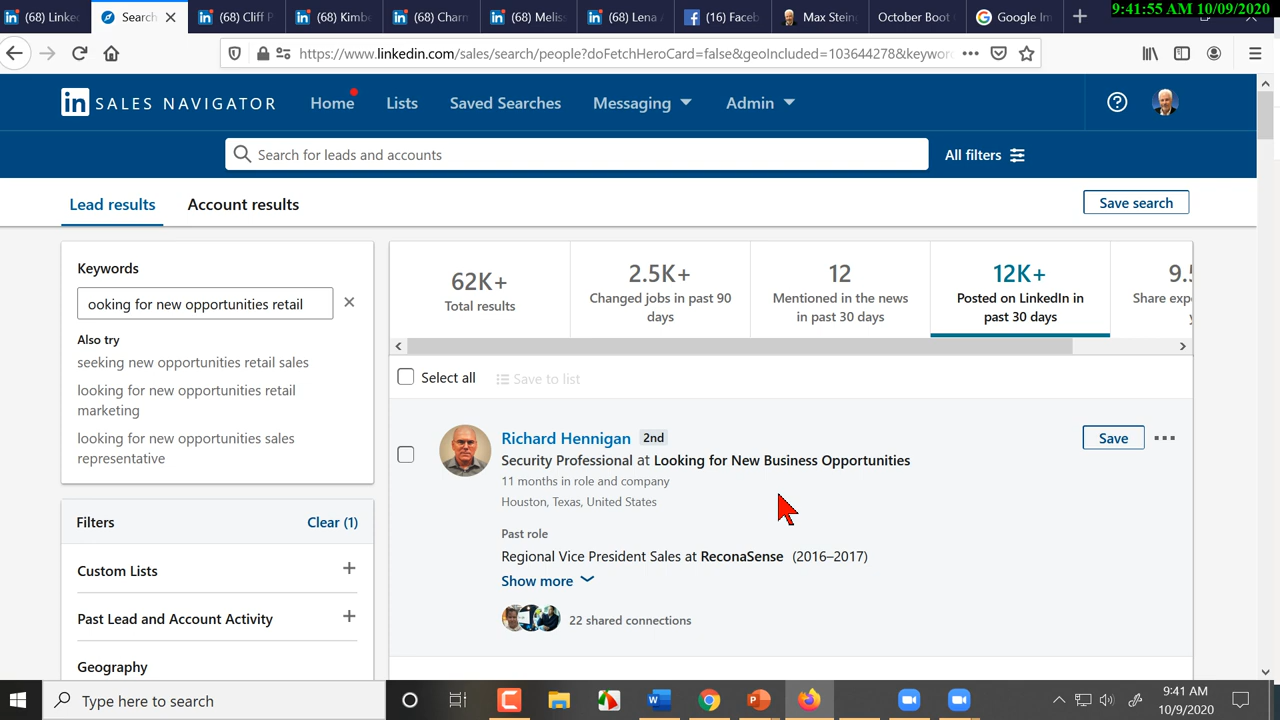 9:41:55 AM 10/09/2020
(68) Linke
Search
(68) Cliff P
(68) Kimbe
(68) Charm
(68) Meliss
(68) Lena A
(16) Faceb
Max Stein
October Boot
Google Im
https://www.linkedin.com/sales/search/people?doFetchHeroCard=false&geoIncluded=103644278&keywor
in SALES NAVIGATOR
Home
Lists
Saved Searches
Messaging
Admin
Search for leads and accounts
All filters
Lead results
Account results
Save search
Keywords
ooking for new opportunities retail
Also try
seeking new opportunities retail sales
looking for new opportunities retail
marketing
looking for new opportunities sales
representative
Filters
Clear (1)
Custom Lists
Past Lead and Account Activity
Geography
62K+
Total results
2.5K+
Changed jobs in past 90
days
12
Mentioned in the news
in past 30 days
12K+
Posted on LinkedIn in
past 30 days
9.5
Share exp
Select all
Save to list
Richard Hennigan 2nd
Save
Security Professional at Looking for New Business Opportunities
11 months in role and company
Houston, Texas, United States
Past role
Regional Vice President Sales at ReconaSense (2016–2017)
Show more
22 shared connections
Type here to search
9:41 AM
10/9/2020